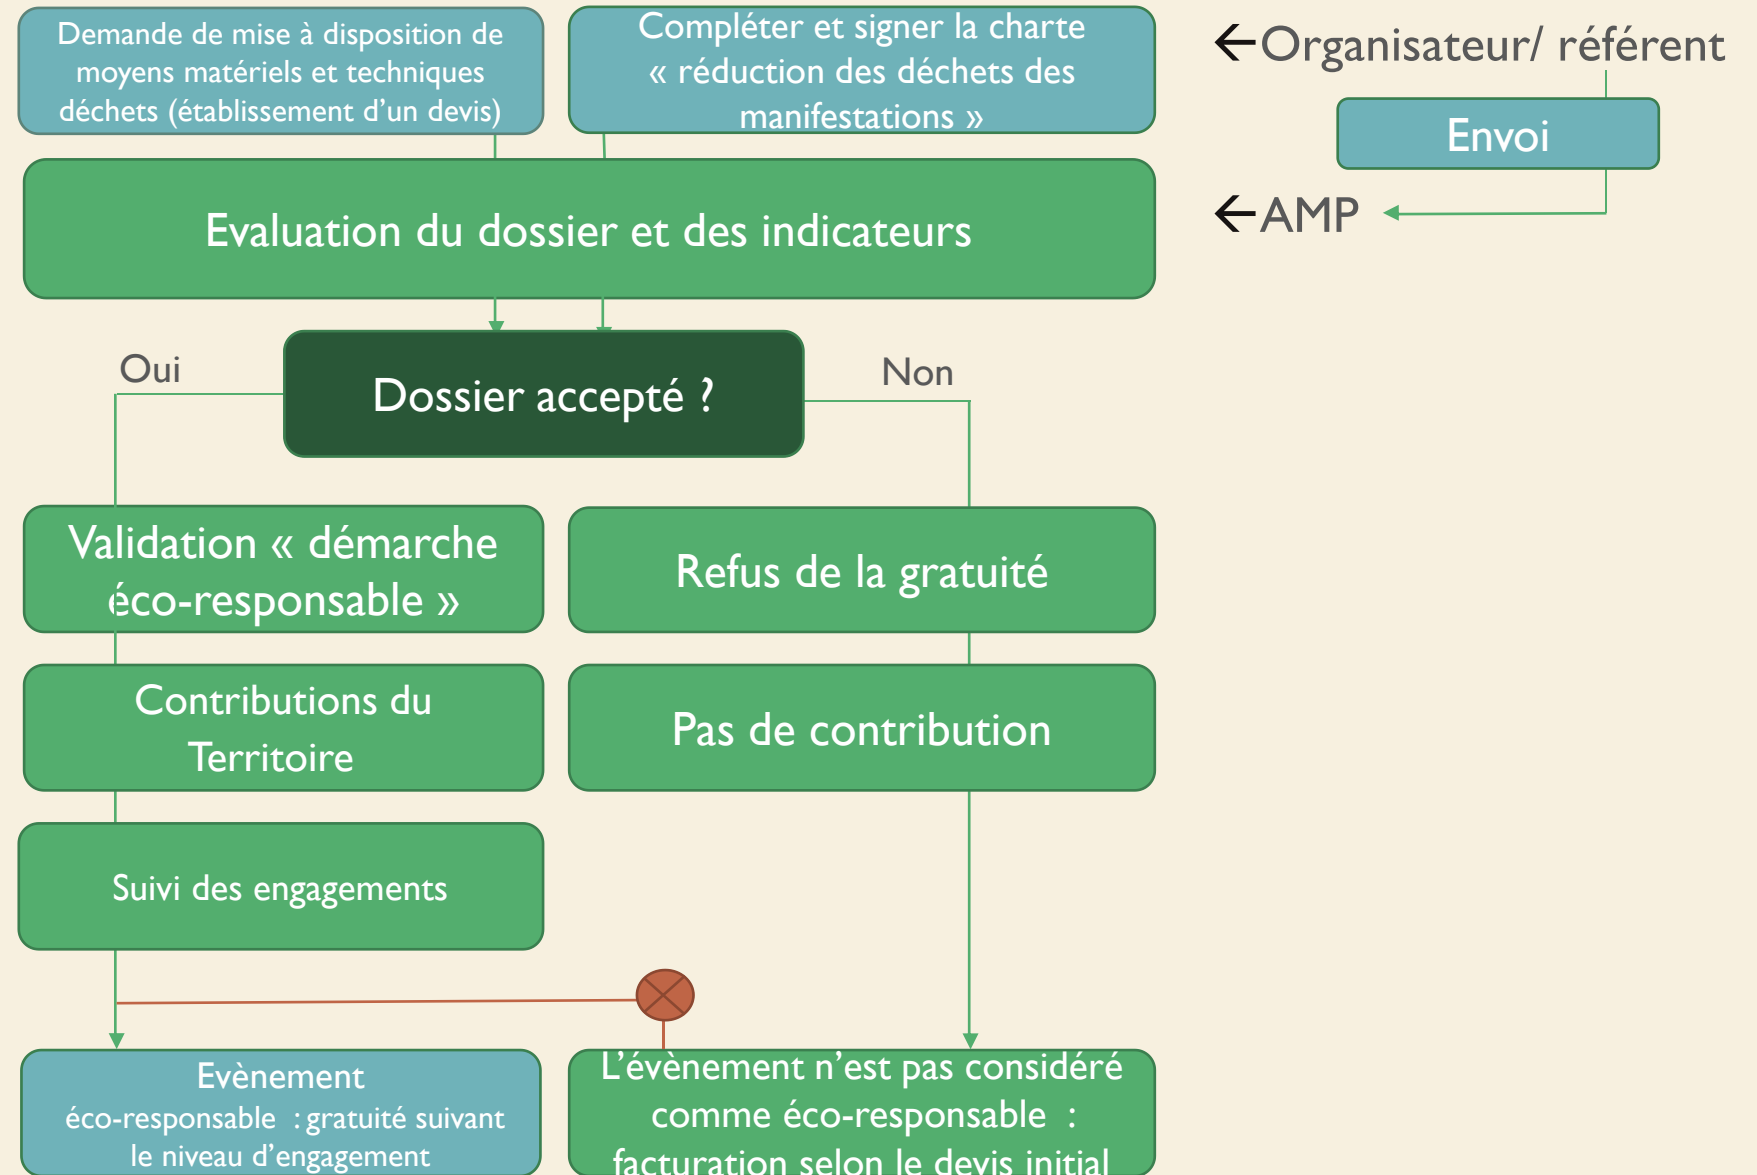 Demande de mise à disposition de
moyens matériels et techniques
déchets (établissement d'un devis)
Compléter et signer la charte
« réduction des déchets des
manifestations »
←Organisateur/ référent
Envoi
←AMP
Evaluation du dossier et des indicateurs
Dossier accepté ?
Oui
Non
Validation « démarche
éco-responsable »
Refus de la gratuité
Contributions du
Territoire
Pas de contribution
Suivi des engagements
Evènement
éco-responsable : gratuité suivant
le niveau d'engagement
L'évènement n'est pas considéré
comme éco-responsable :
facturation selon le devis initial